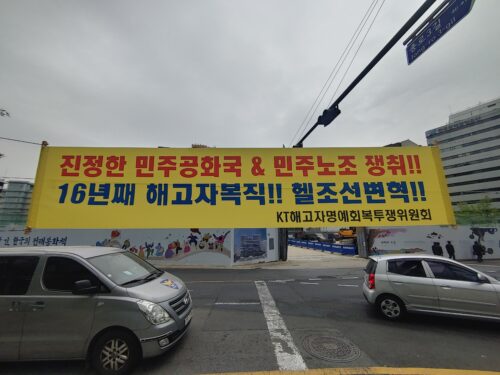 진정한 민주공화국 & 민주노조 쟁취!!
16년째 해고자복직!! 헬조선변혁!!
KT해고자명예회복투쟁위원회